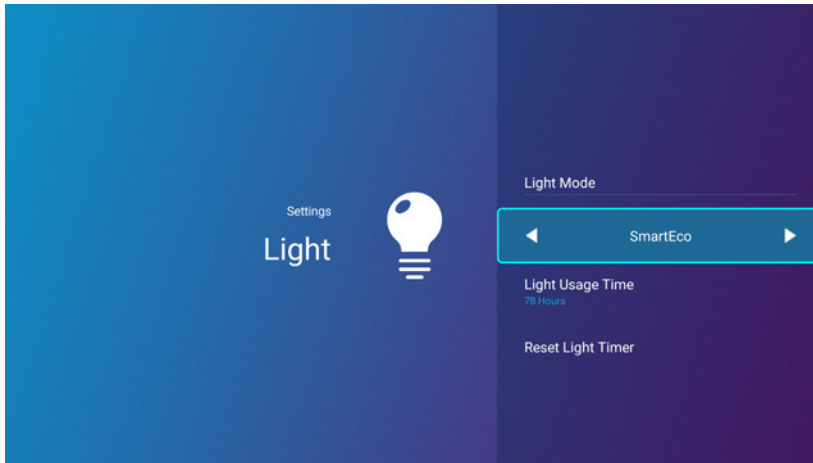 Settings
Light
Light Mode
SmartEco
Light Usage Time
78 Hours
Reset Light Timer